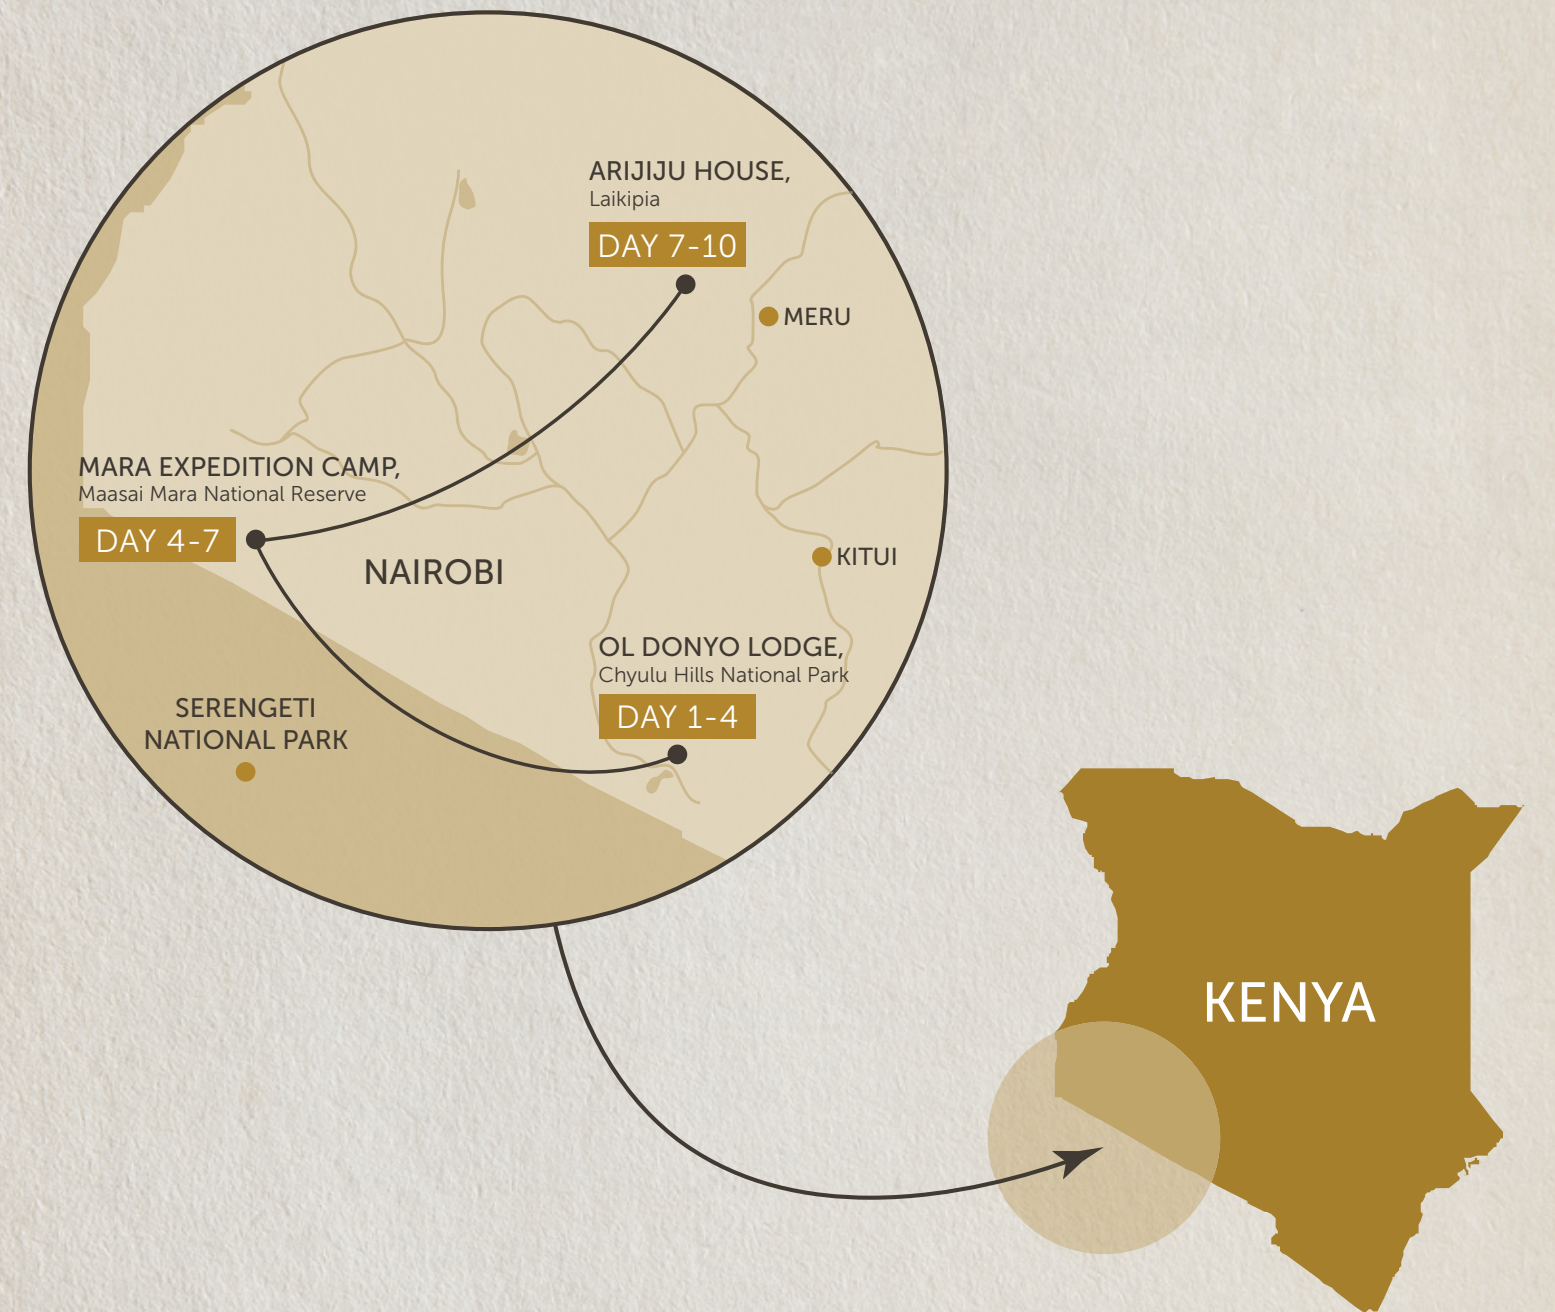 ARIJIJU HOUSE,
Laikipia
DAY 7-10
MERU
MARA EXPEDITION CAMP,
Maasai Mara National Reserve
DAY 4-7
NAIROBI
KITUI
OL DONYO LODGE,
Chyulu Hills National Park
DAY 1-4
SERENGETI
NATIONAL PARK
KENYA